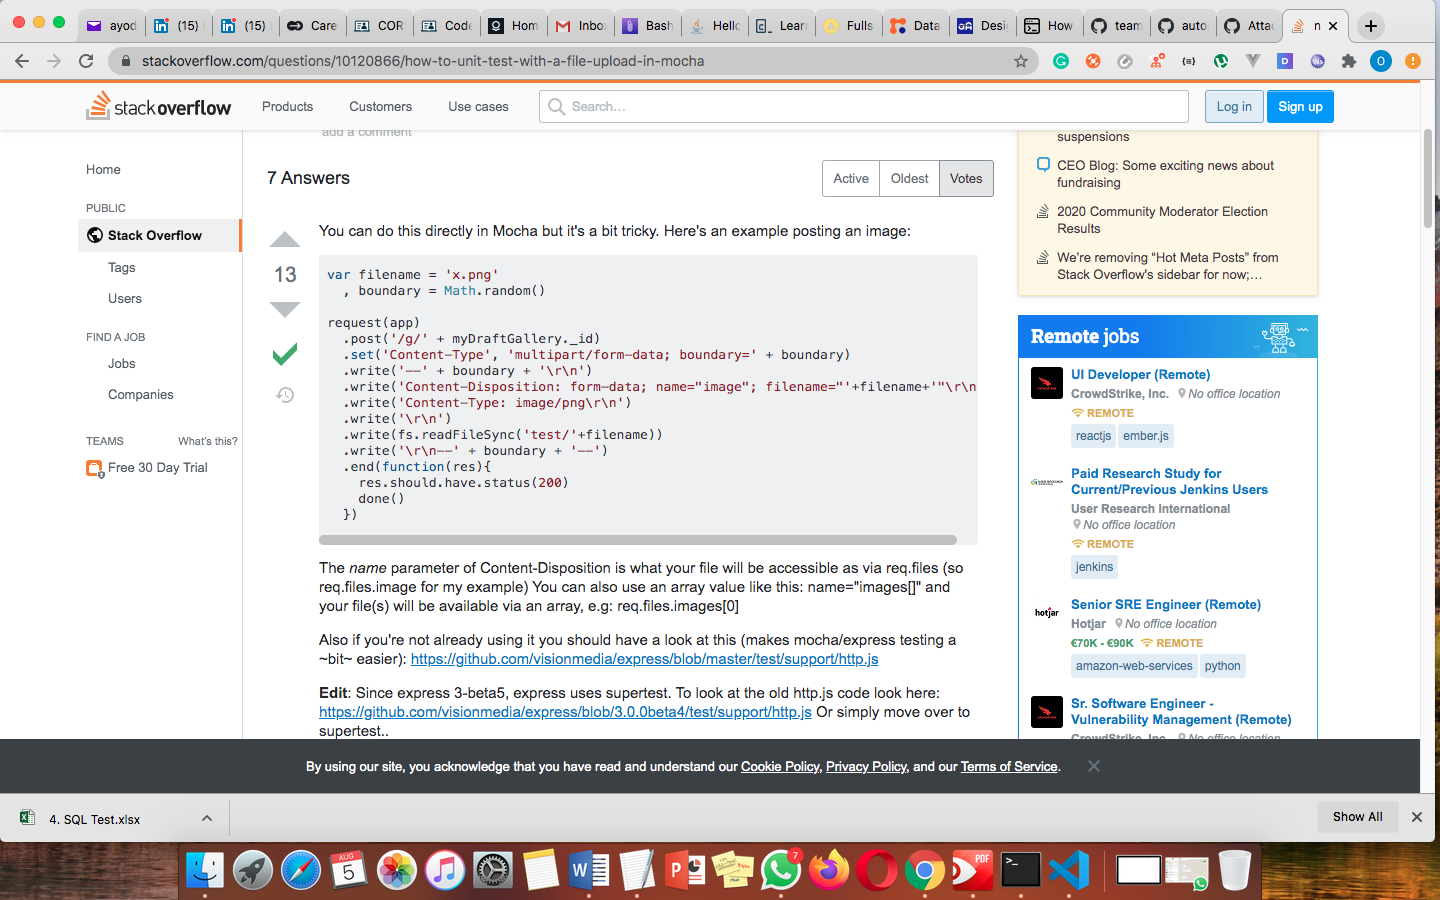 ayod
(15)
(15)
Care
COR
Code
Hom
Inbo
Bash
Hello
Lear
Fulls
Data
Desi
How
team
auto
Atta
n
stackoverflow.com/questions/10120866/how-to-unit-test-with-a-file-upload-in-mocha
stackoverflow
Products
Customers
Use cases
Search...
Log in
Sign up
add a comment
Home
PUBLIC
Stack Overflow
Tags
Users
FIND A JOB
Jobs
Companies
TEAMS
What's this?
Free 30 Day Trial
7 Answers
Active
Oldest
Votes
13
You can do this directly in Mocha but it's a bit tricky. Here's an example posting an image:
var filename = 'x.png'
, boundary = Math.random()
request(app)
.post('/g/' + myDraftGallery._id)
.set('Content-Type', 'multipart/form-data; boundary=' + boundary)
.write('--' + boundary + '\r\n')
.write('Content-Disposition: form-data; name="image"; filename="'+filename+'"\r\n
.write('Content-Type: image/png\r\n')
.write('\r\n')
.write(fs.readFileSync('test/'+filename))
.write('\r\n--' + boundary + '--')
.end(function(res){
res.should.have.status(200)
done()
})
The name parameter of Content-Disposition is what your file will be accessible as via req.files (so
req.files.image for my example) You can also use an array value like this: name="images[]" and
your file(s) will be available via an array, e.g: req.files.images[0]
Also if you're not already using it you should have a look at this (makes mocha/express testing a
~bit~ easier): https://github.com/visionmedia/express/blob/master/test/support/http.js
Edit: Since express 3-beta5, express uses supertest. To look at the old http.js code look here:
https://github.com/visionmedia/express/blob/3.0.0beta4/test/support/http.js Or simply move over to
supertest..
suspensions
CEO Blog: Some exciting news about
fundraising
2020 Community Moderator Election
Results
We're removing "Hot Meta Posts" from
Stack Overflow's sidebar for now;...
Remote jobs
UI Developer (Remote)
CrowdStrike, Inc. No office location
REMOTE
reactjs ember.js
Paid Research Study for
Current/Previous Jenkins Users
User Research International
No office location
REMOTE
jenkins
hotjar
Senior SRE Engineer (Remote)
Hotjar No office location
€70K - €90K REMOTE
amazon-web-services python
Sr. Software Engineer -
Vulnerability Management (Remote)
CrowdStrike, Inc. No office location
By using our site, you acknowledge that you have read and understand our Cookie Policy, Privacy Policy, and our Terms of Service.
4. SQL Test.xlsx
Show All
AUG
5
7
PDF